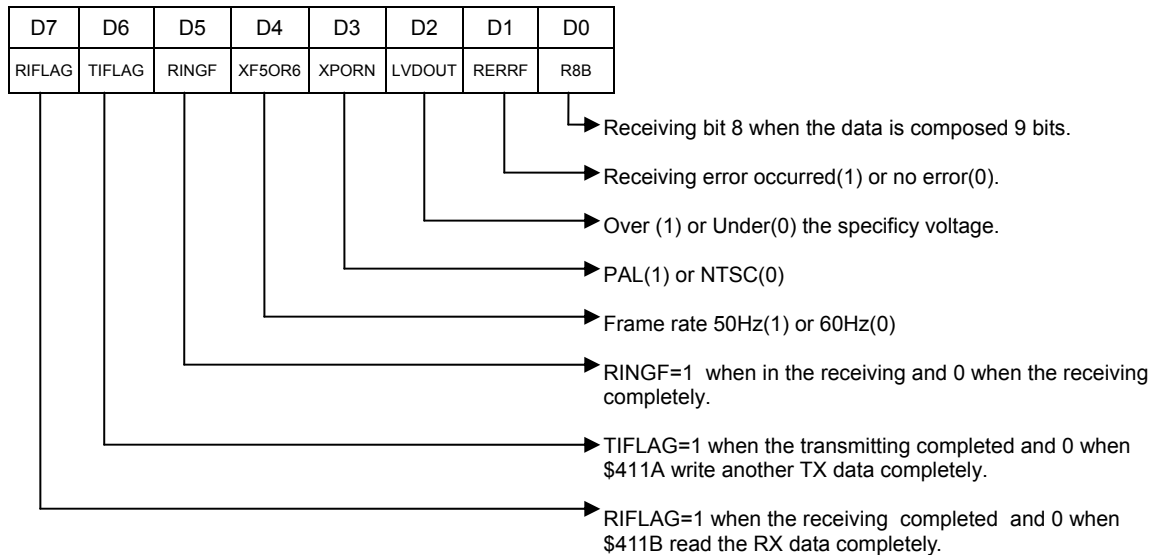 D7 D6 D5 D4 D3 D2 D1 D0
RIFLAG TIFLAG RINGF XF5OR6 XPORN LVDOUT RERRF R8B
Receiving bit 8 when the data is composed 9 bits.
Receiving error occurred(1) or no error(0).
Over (1) or Under(0) the specificy voltage.
PAL(1) or NTSC(0)
Frame rate 50Hz(1) or 60Hz(0)
RINGF=1 when in the receiving and 0 when the receiving
completely.
TIFLAG=1 when the transmitting completed and 0 when
$411A write another TX data completely.
RIFLAG=1 when the receiving completed and 0 when
$411B read the RX data completely.